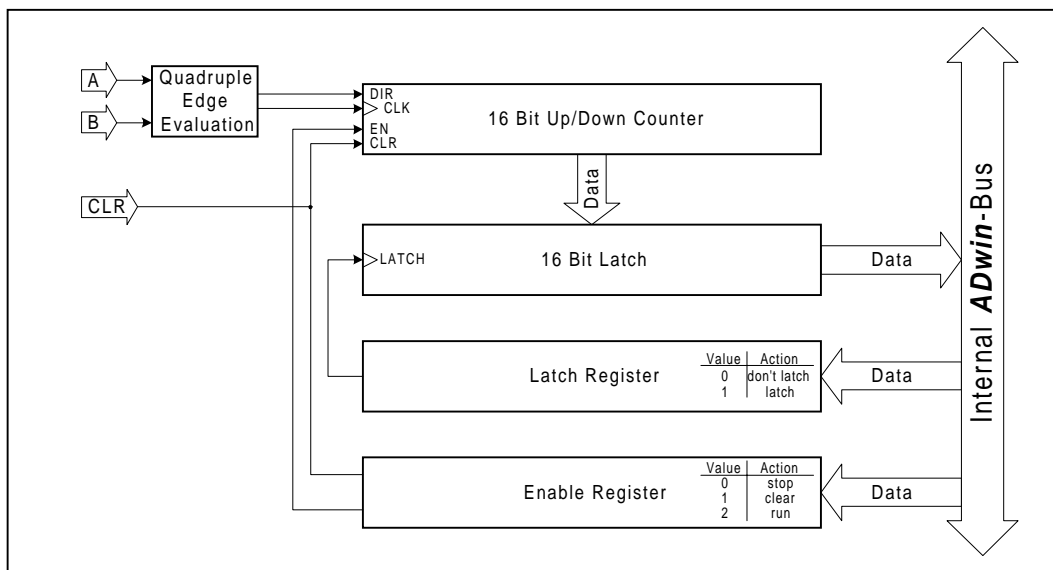 A
B
Quadruple
Edge
Evaluation
DIR
CLK
EN
CLR
16 Bit Up/Down Counter
Data
CLR
LATCH
16 Bit Latch
Data
Latch Register
Value Action
0 don't latch
1 latch
Data
Enable Register
Value Action
0 stop
1 clear
2 run
Data
Internal ADwin-Bus